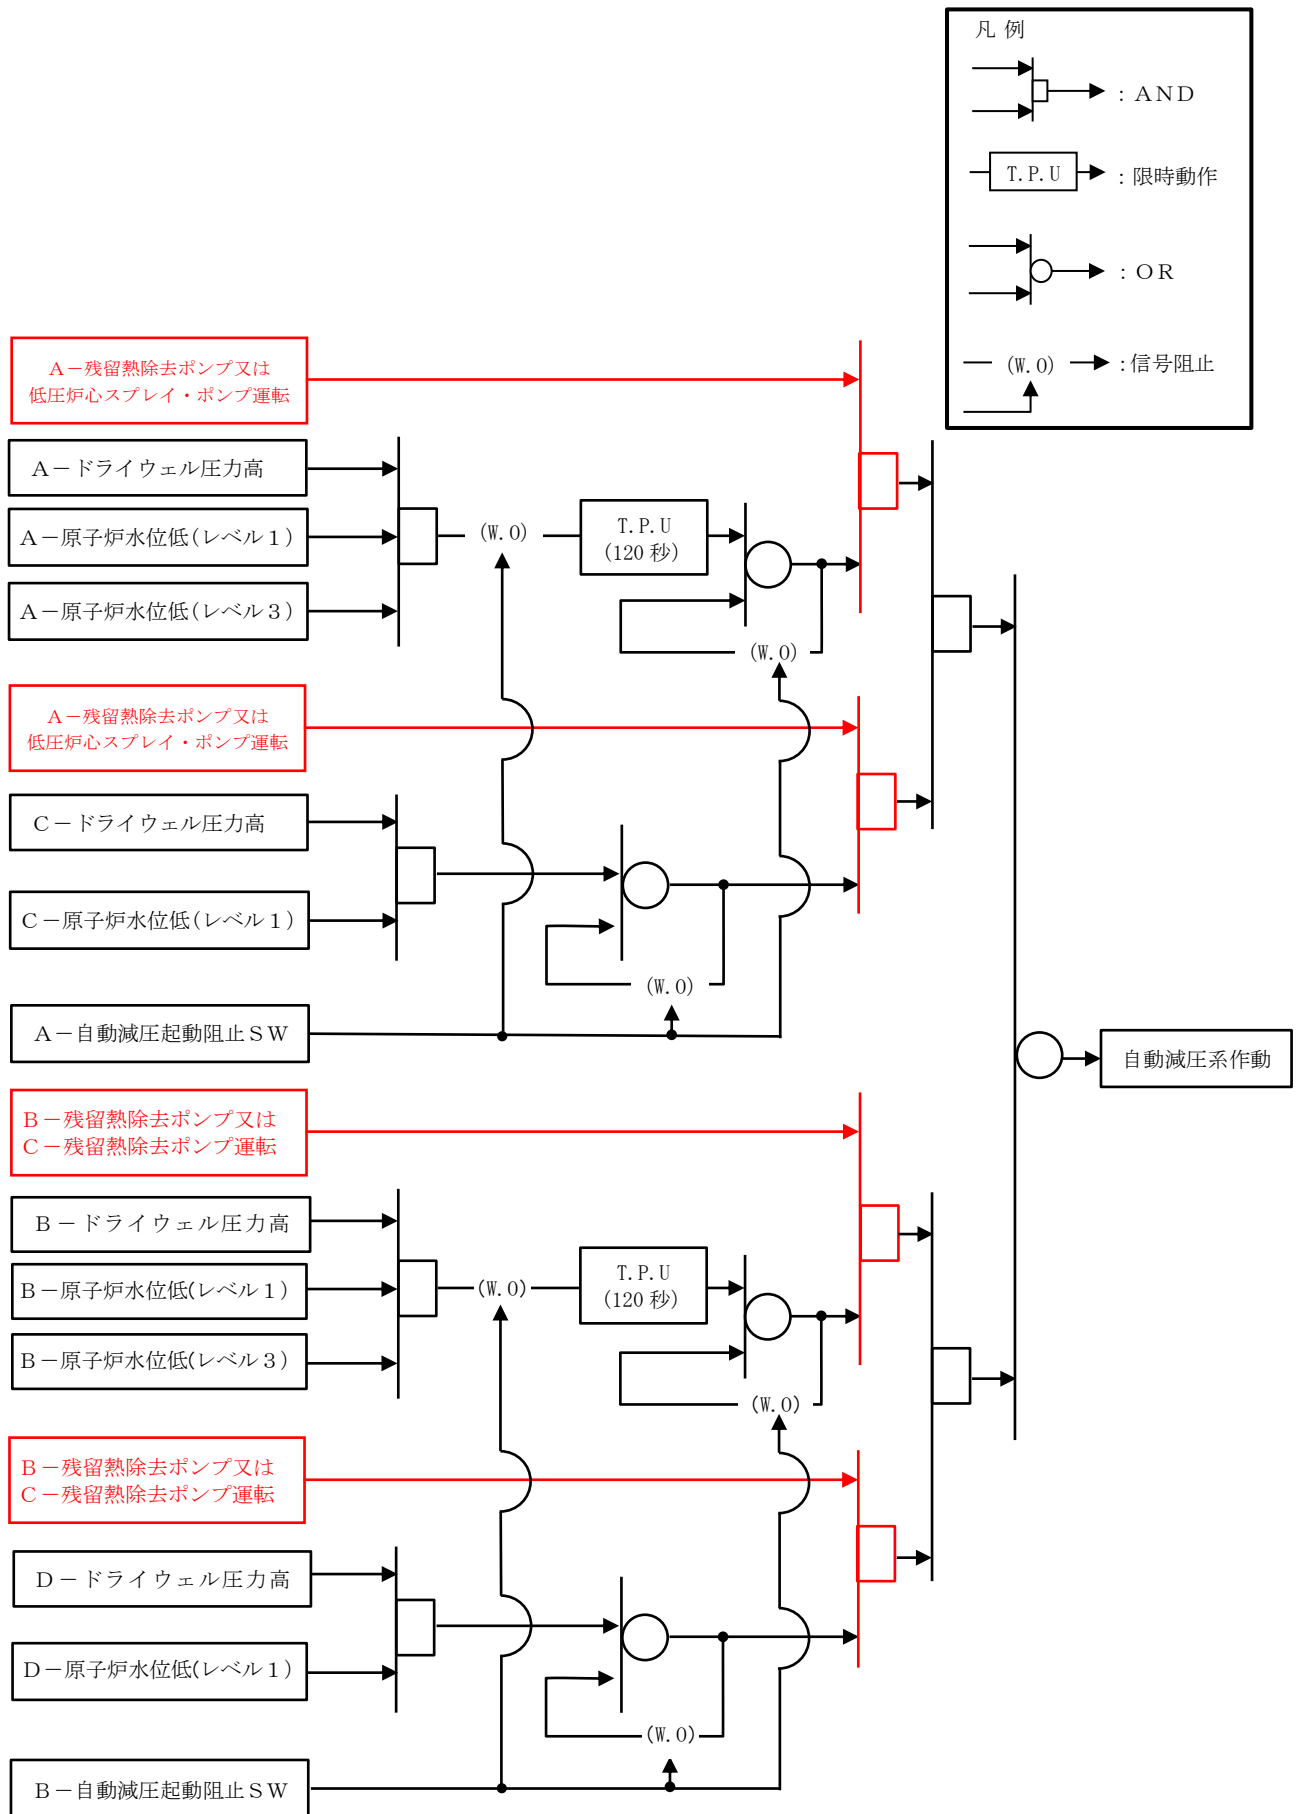 凡 例
：ＡＮＤ
T.P.U
：限時動作
：ＯＲ
(W.O)
：信号阻止
Ａ－残留熱除去ポンプ又は
低圧炉心スプレイ・ポンプ運転
Ａ－ドライウェル圧力高
Ａ－原子炉水位低(レベル１)
Ａ－原子炉水位低(レベル３)
(W.O)
T.P.U
(120 秒)
(W.O)
Ａ－残留熱除去ポンプ又は
低圧炉心スプレイ・ポンプ運転
Ｃ－ドライウェル圧力高
Ｃ－原子炉水位低(レベル１)
(W.O)
Ａ－自動減圧起動阻止ＳＷ
自動減圧系作動
Ｂ－残留熱除去ポンプ又は
Ｃ－残留熱除去ポンプ運転
Ｂ－ドライウェル圧力高
Ｂ－原子炉水位低(レベル１)
Ｂ－原子炉水位低(レベル３)
(W.O)
T.P.U
(120 秒)
(W.O)
Ｂ－残留熱除去ポンプ又は
Ｃ－残留熱除去ポンプ運転
Ｄ－ドライウェル圧力高
Ｄ－原子炉水位低(レベル１)
(W.O)
Ｂ－自動減圧起動阻止ＳＷ